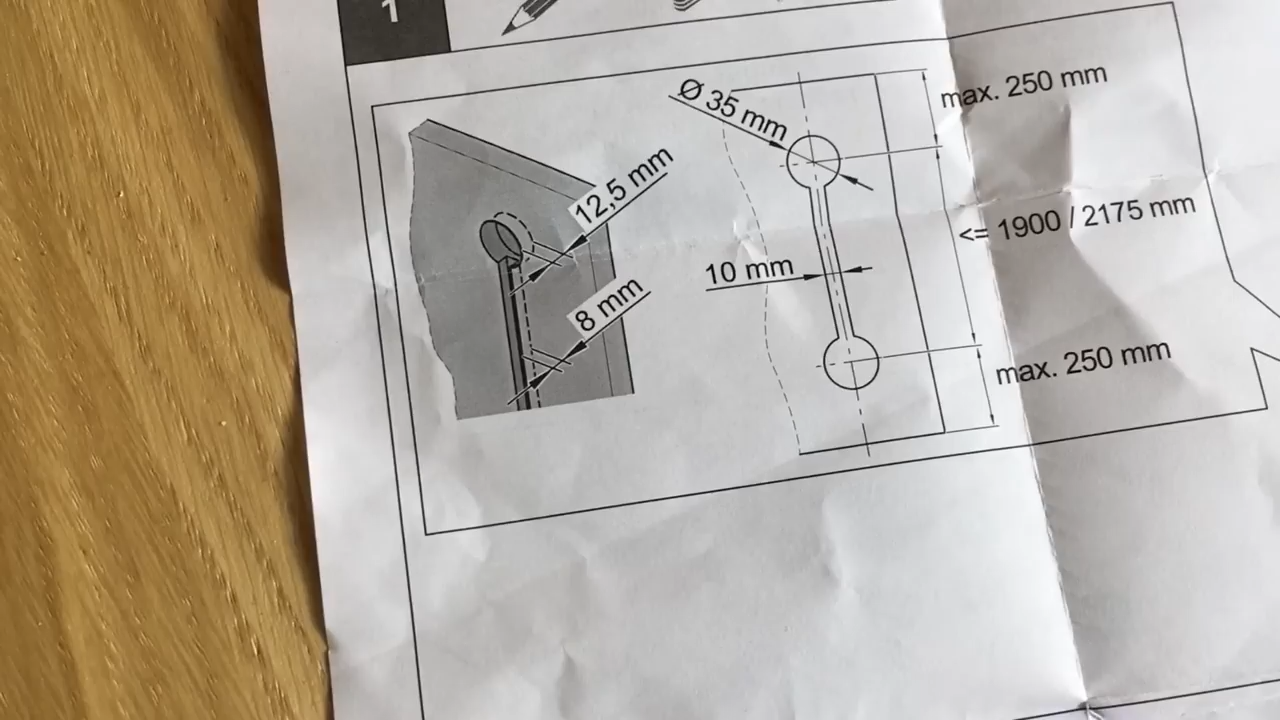 1
Ø 35 mm
max. 250 mm
12,5 mm
<= 1900 / 2175 mm
10 mm
8 mm
max. 250 mm